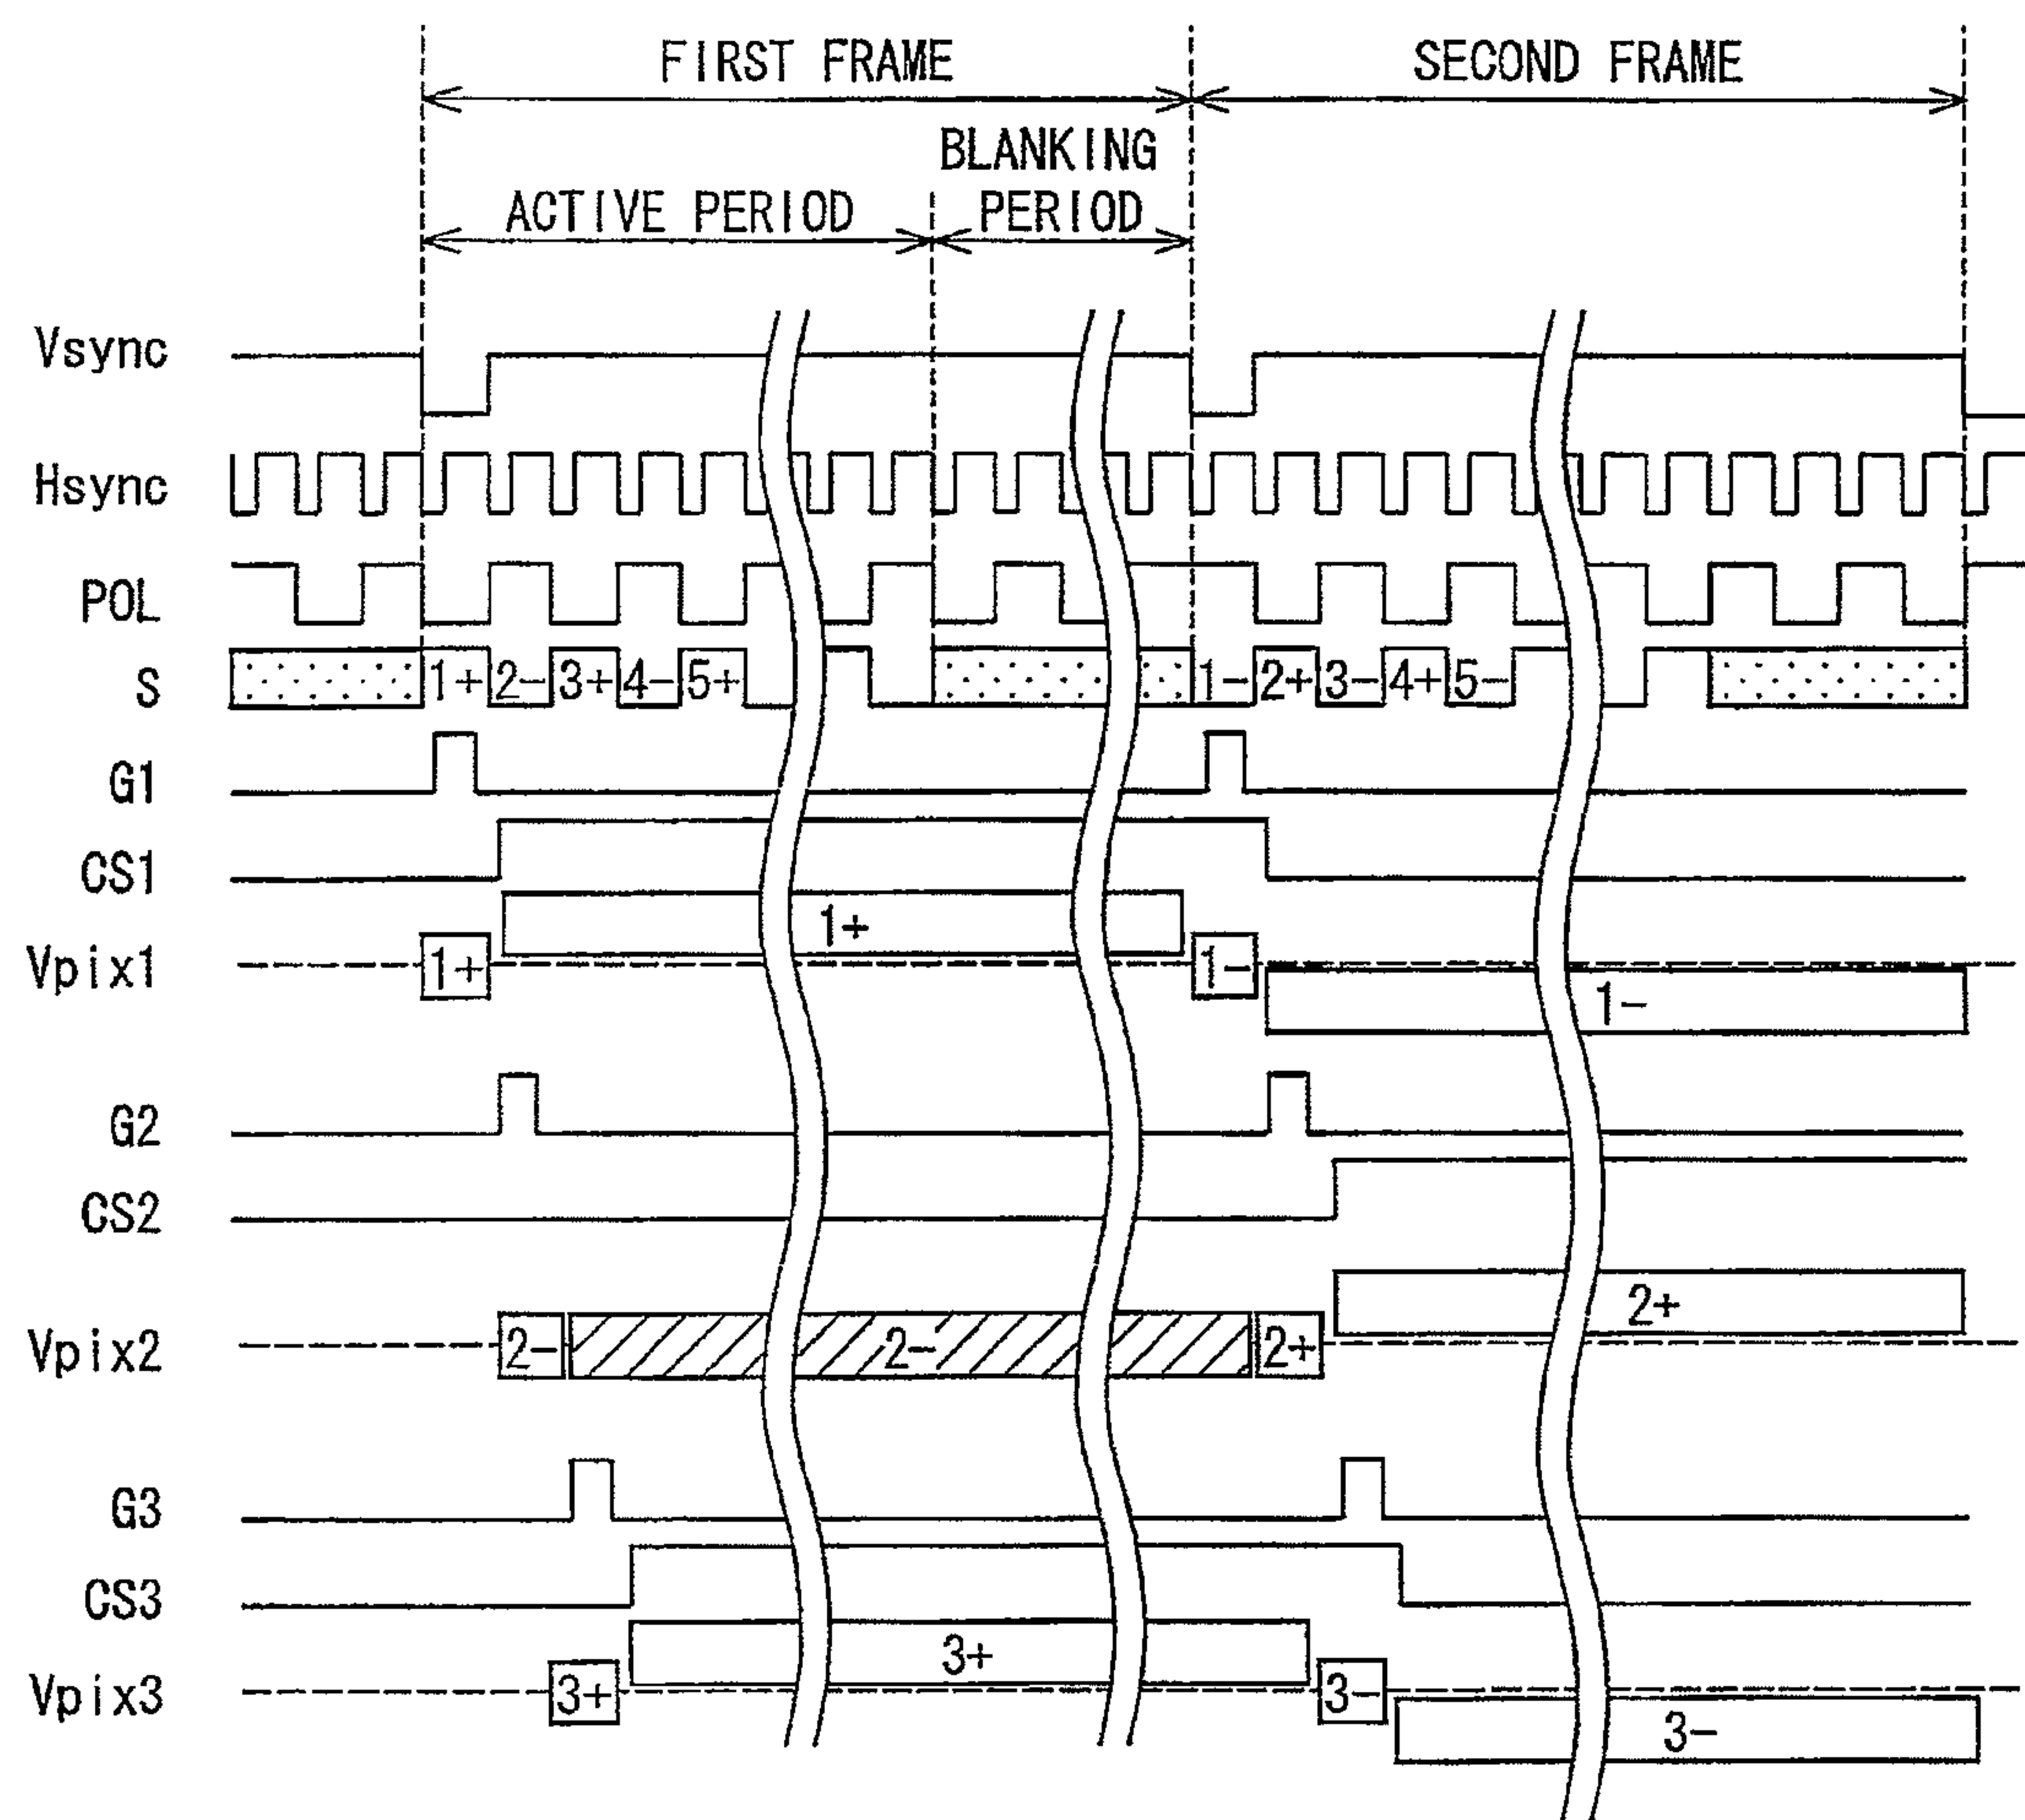 FIRST FRAME SECOND FRAME
BLANKING
ACTIVE PERIOD PERIOD
Vsync
Hsync
POL
S 1+ 2- 3+ 4- 5+ 1- 2+ 3- 4+ 5-
G1
CS1
1+
Vpix1 1+ 1-
1-
G2
CS2
2+
Vpix2 2- 2- 2+
G3
CS3
3+
Vpix3 3+ 3-
3-